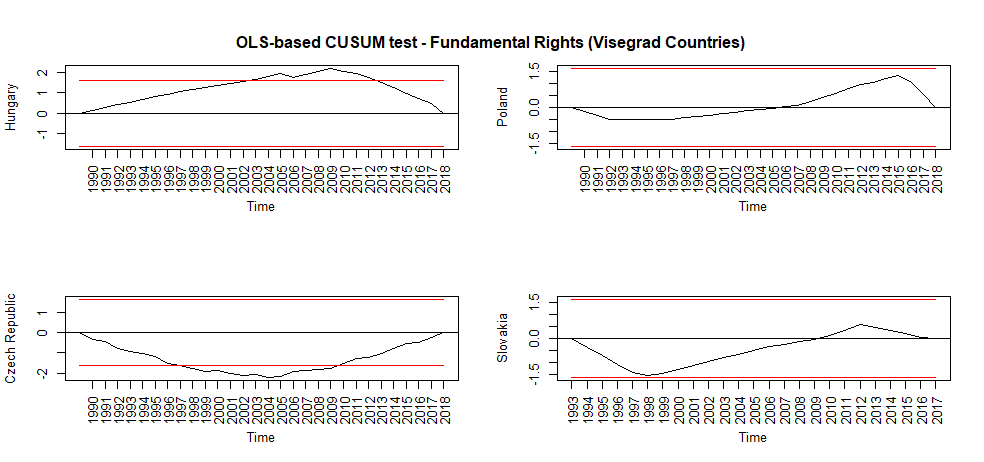 OLS-based CUSUM test - Fundamental Rights (Visegrad Countries)
Hungary
2
1
0
-1
1990 1991 1992 1993 1994 1995 1996 1997 1998 1999 2000 2001 2002 2003 2004 2005 2006 2007 2008 2009 2010 2011 2012 2013 2014 2015 2016 2017 2018
Time
Poland
1.5
0.0
-1.5
1990 1991 1992 1993 1994 1995 1996 1997 1998 1999 2000 2001 2002 2003 2004 2005 2006 2007 2008 2009 2010 2011 2012 2013 2014 2015 2016 2017 2018
Time
Czech Republic
1
0
-2
1990 1991 1992 1993 1994 1995 1996 1997 1998 1999 2000 2001 2002 2003 2004 2005 2006 2007 2008 2009 2010 2011 2012 2013 2014 2015 2016 2017 2018
Time
Slovakia
1.5
0.0
-1.5
1993 1994 1995 1996 1997 1998 1999 2000 2001 2002 2003 2004 2005 2006 2007 2008 2009 2010 2011 2012 2013 2014 2015 2016 2017
Time